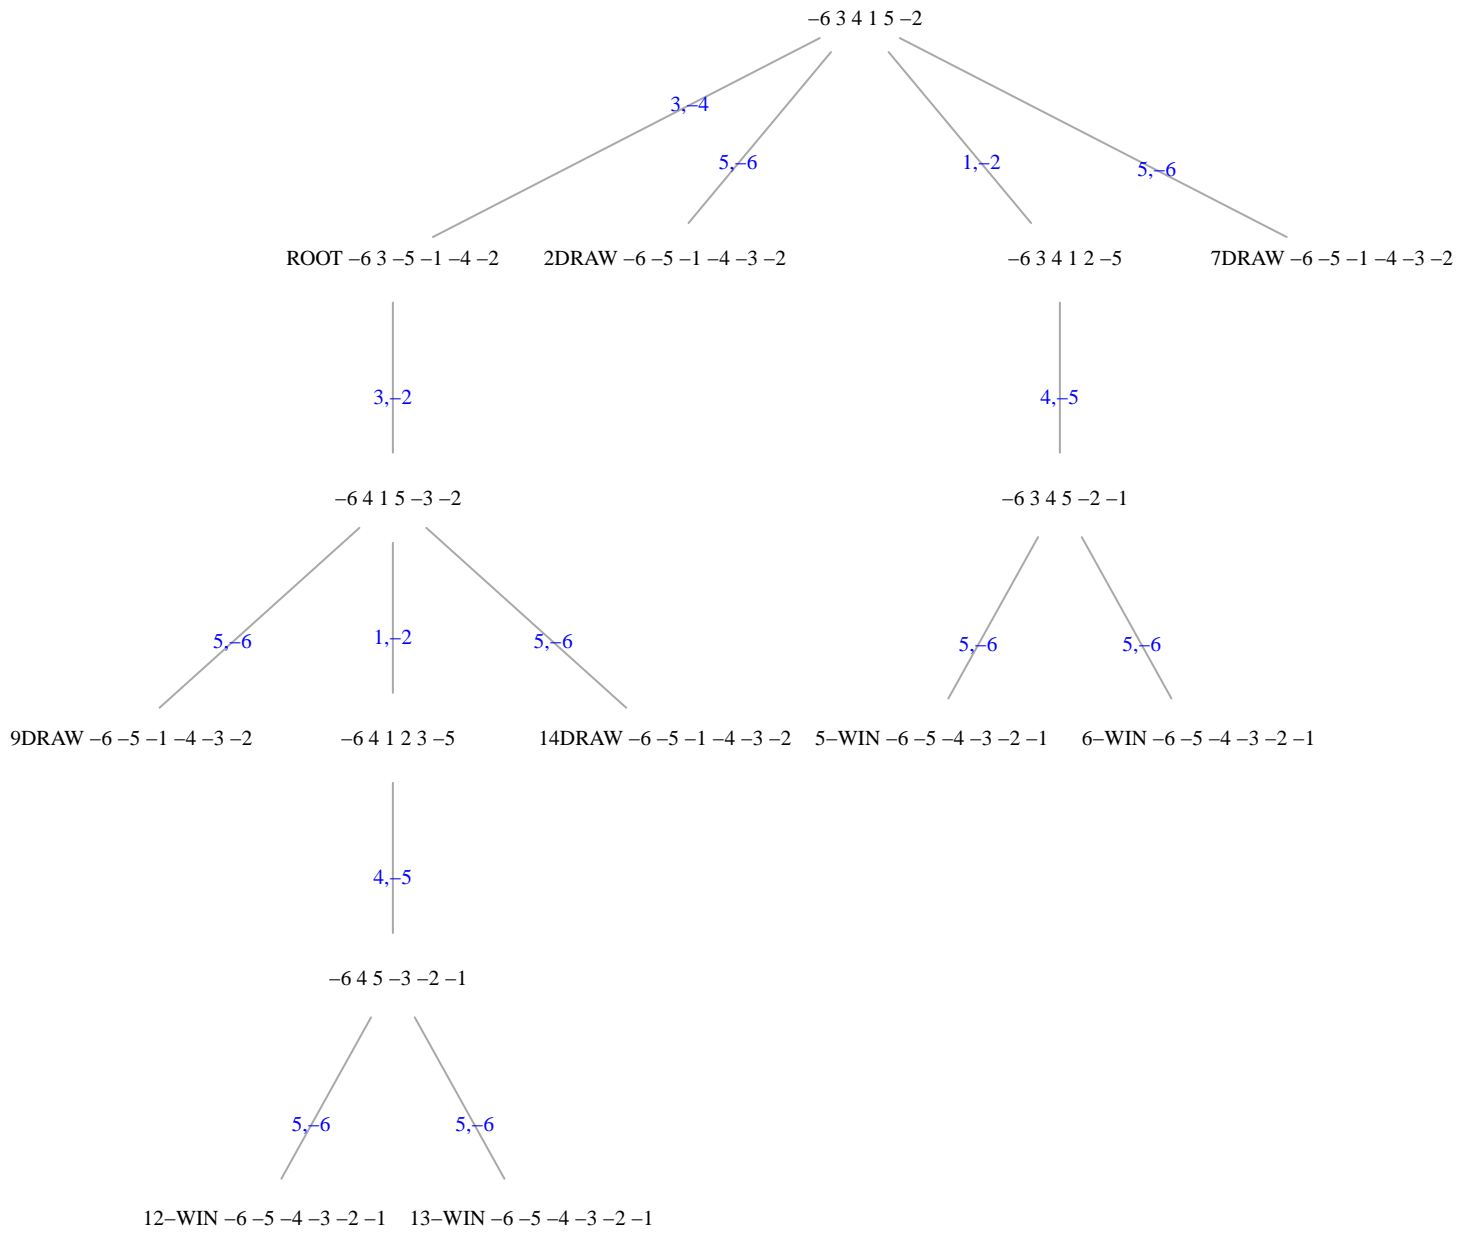 −6 3 4 1 5 −2
3,−4
5,−6
1,−2
5,−6
ROOT −6 3 −5 −1 −4 −2
2DRAW −6 −5 −1 −4 −3 −2
−6 3 4 1 2 −5
7DRAW −6 −5 −1 −4 −3 −2
3,−2
4,−5
−6 4 1 5 −3 −2
−6 3 4 5 −2 −1
5,−6
1,−2
5,−6
5,−6
5,−6
9DRAW −6 −5 −1 −4 −3 −2
−6 4 1 2 3 −5
14DRAW −6 −5 −1 −4 −3 −2
5−WIN −6 −5 −4 −3 −2 −1
6−WIN −6 −5 −4 −3 −2 −1
4,−5
−6 4 5 −3 −2 −1
5,−6
5,−6
12−WIN −6 −5 −4 −3 −2 −1
13−WIN −6 −5 −4 −3 −2 −1